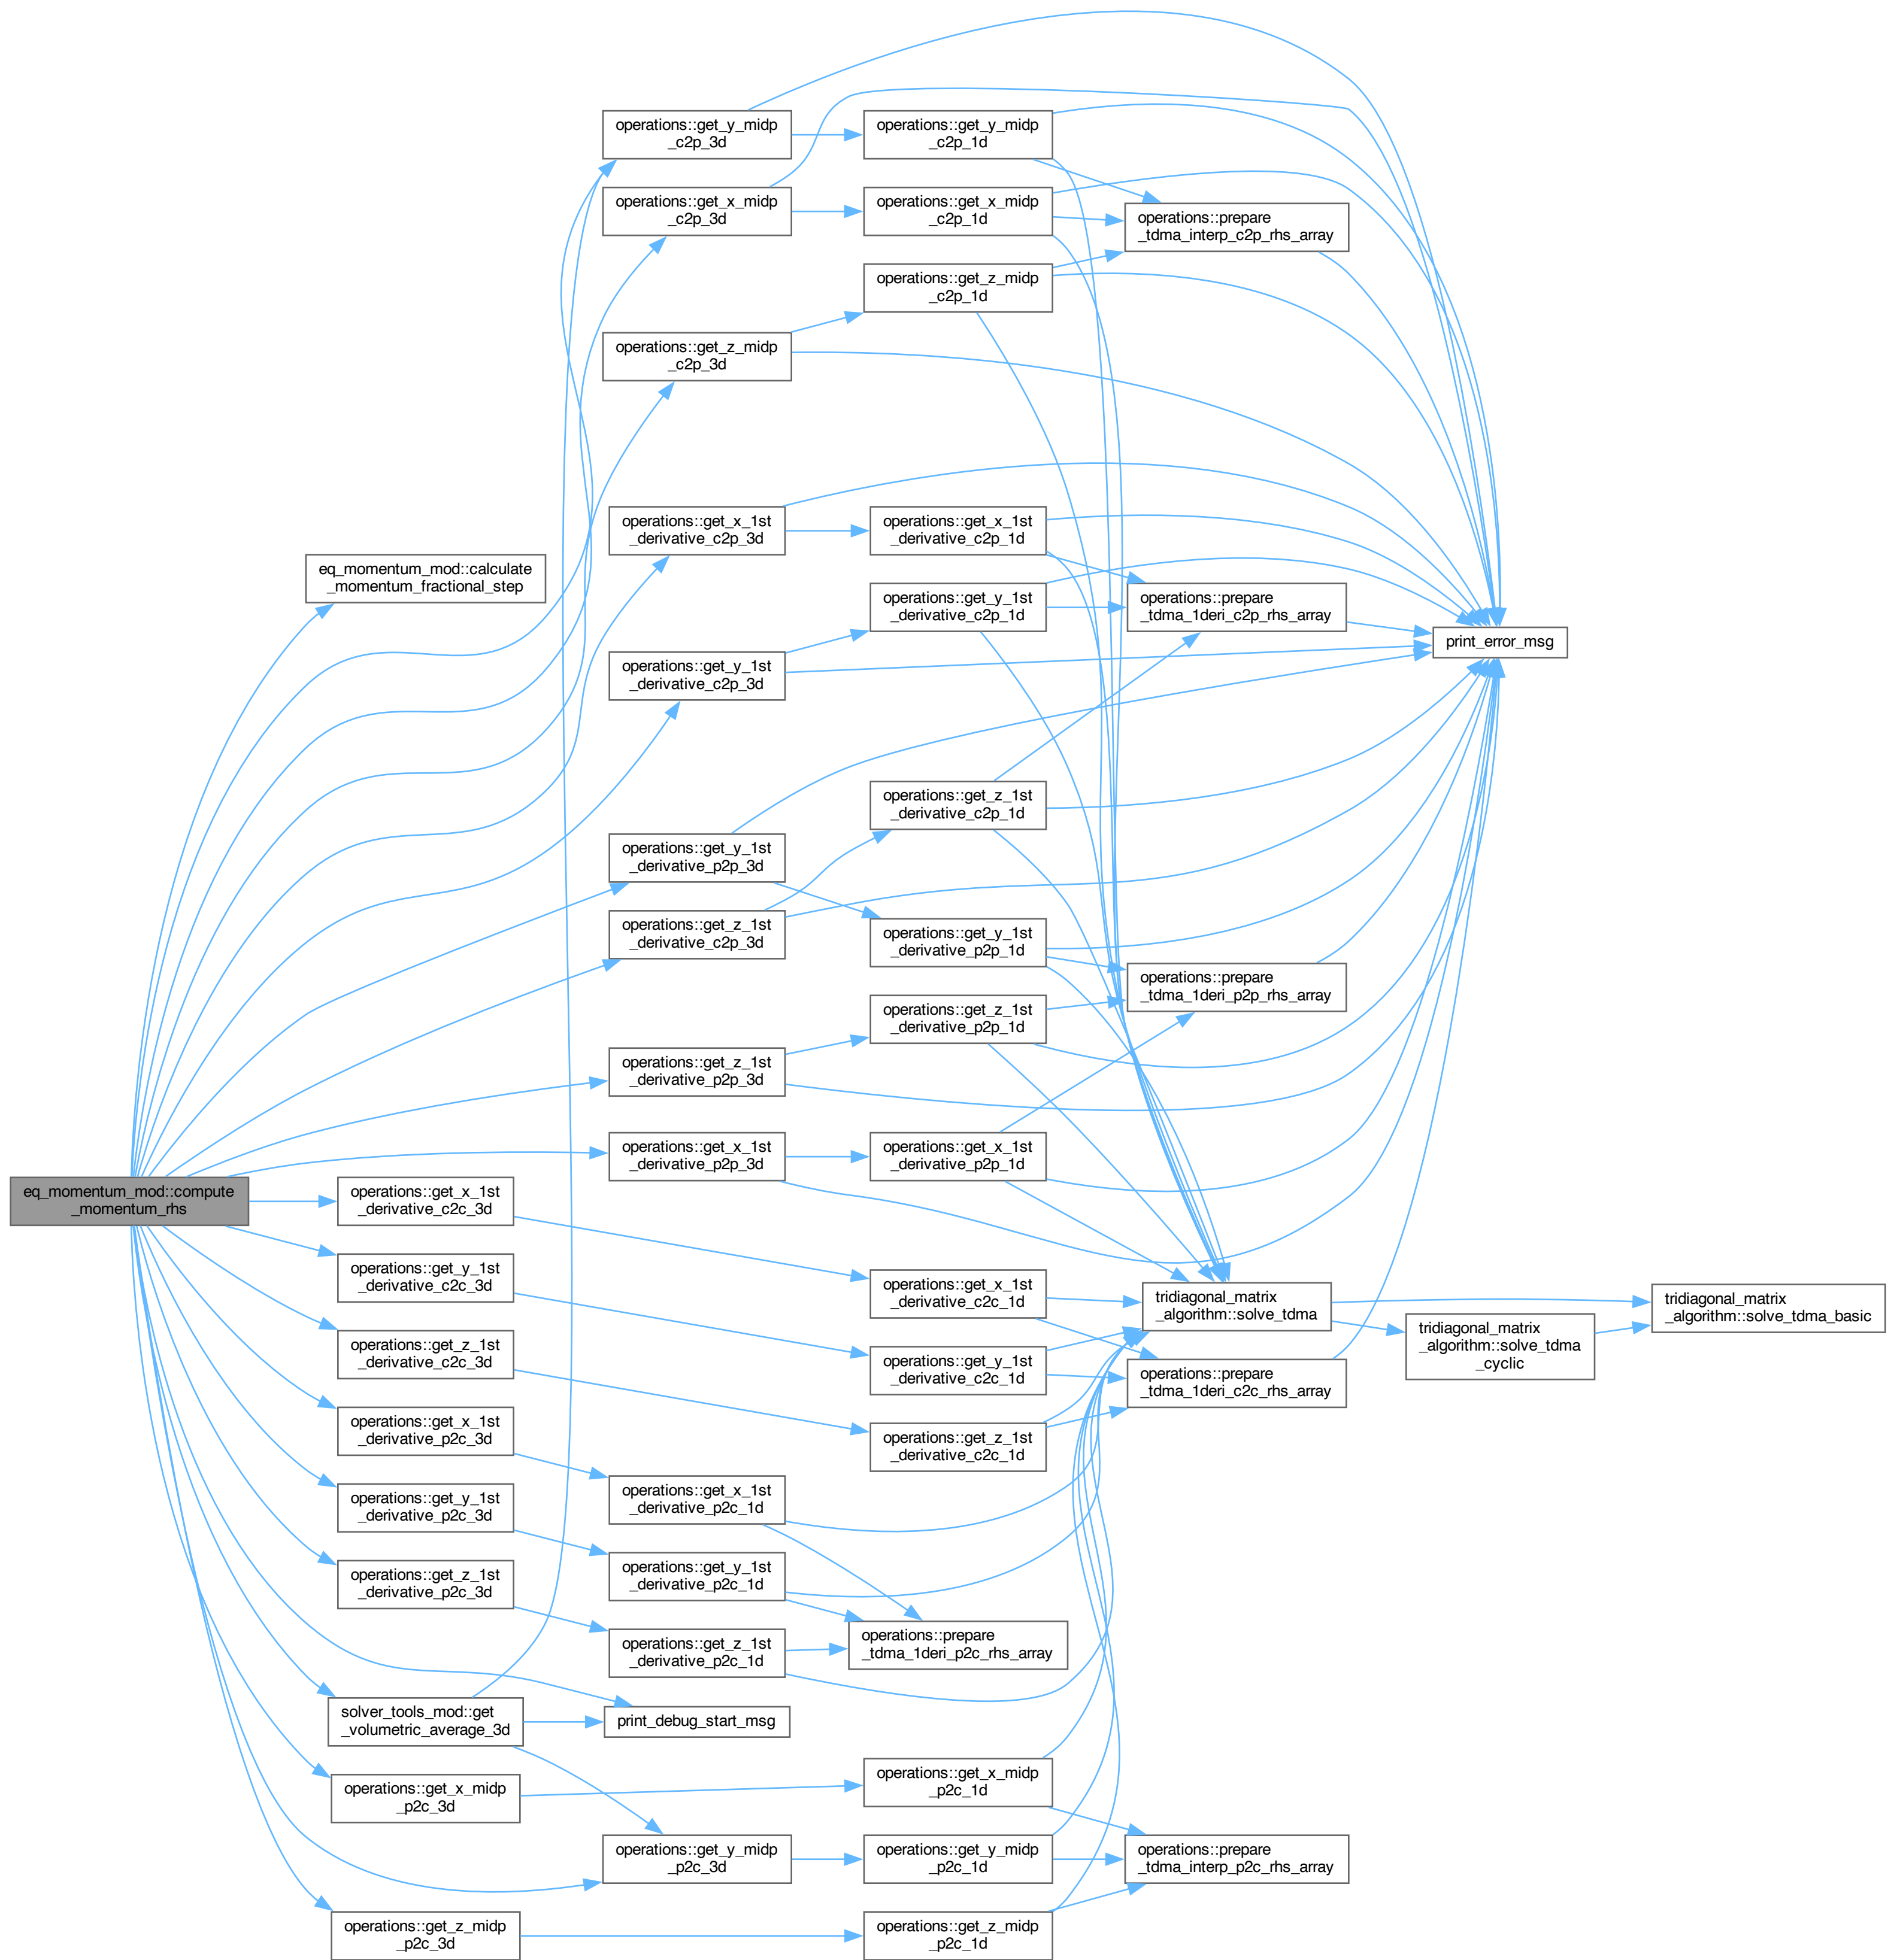 operations::get_y_midp
_c2p_3d
operations::get_y_midp
_c2p_1d
operations::get_x_midp
_c2p_3d
operations::get_x_midp
_c2p_1d
operations::prepare
_tdma_interp_c2p_rhs_array
operations::get_z_midp
_c2p_1d
operations::get_z_midp
_c2p_3d
operations::get_x_1st
_derivative_c2p_3d
operations::get_x_1st
_derivative_c2p_1d
eq_momentum_mod::calculate
_momentum_fractional_step
operations::get_y_1st
_derivative_c2p_1d
operations::prepare
_tdma_1deri_c2p_rhs_array
print_error_msg
operations::get_y_1st
_derivative_c2p_3d
operations::get_z_1st
_derivative_c2p_1d
operations::get_y_1st
_derivative_p2p_3d
operations::get_z_1st
_derivative_c2p_3d
operations::get_y_1st
_derivative_p2p_1d
operations::prepare
_tdma_1deri_p2p_rhs_array
operations::get_z_1st
_derivative_p2p_1d
operations::get_z_1st
_derivative_p2p_3d
operations::get_x_1st
_derivative_p2p_3d
operations::get_x_1st
_derivative_p2p_1d
eq_momentum_mod::compute
_momentum_rhs
operations::get_x_1st
_derivative_c2c_3d
operations::get_y_1st
_derivative_c2c_3d
operations::get_x_1st
_derivative_c2c_1d
tridiagonal_matrix
_algorithm::solve_tdma
tridiagonal_matrix
_algorithm::solve_tdma_basic
operations::get_z_1st
_derivative_c2c_3d
operations::get_y_1st
_derivative_c2c_1d
tridiagonal_matrix
_algorithm::solve_tdma
_cyclic
operations::prepare
_tdma_1deri_c2c_rhs_array
operations::get_x_1st
_derivative_p2c_3d
operations::get_z_1st
_derivative_c2c_1d
operations::get_x_1st
_derivative_p2c_1d
operations::get_y_1st
_derivative_p2c_3d
operations::get_y_1st
_derivative_p2c_1d
operations::get_z_1st
_derivative_p2c_3d
operations::get_z_1st
_derivative_p2c_1d
operations::prepare
_tdma_1deri_p2c_rhs_array
solver_tools_mod::get
_volumetric_average_3d
print_debug_start_msg
operations::get_x_midp
_p2c_3d
operations::get_x_midp
_p2c_1d
operations::get_y_midp
_p2c_3d
operations::get_y_midp
_p2c_1d
operations::prepare
_tdma_interp_p2c_rhs_array
operations::get_z_midp
_p2c_3d
operations::get_z_midp
_p2c_1d